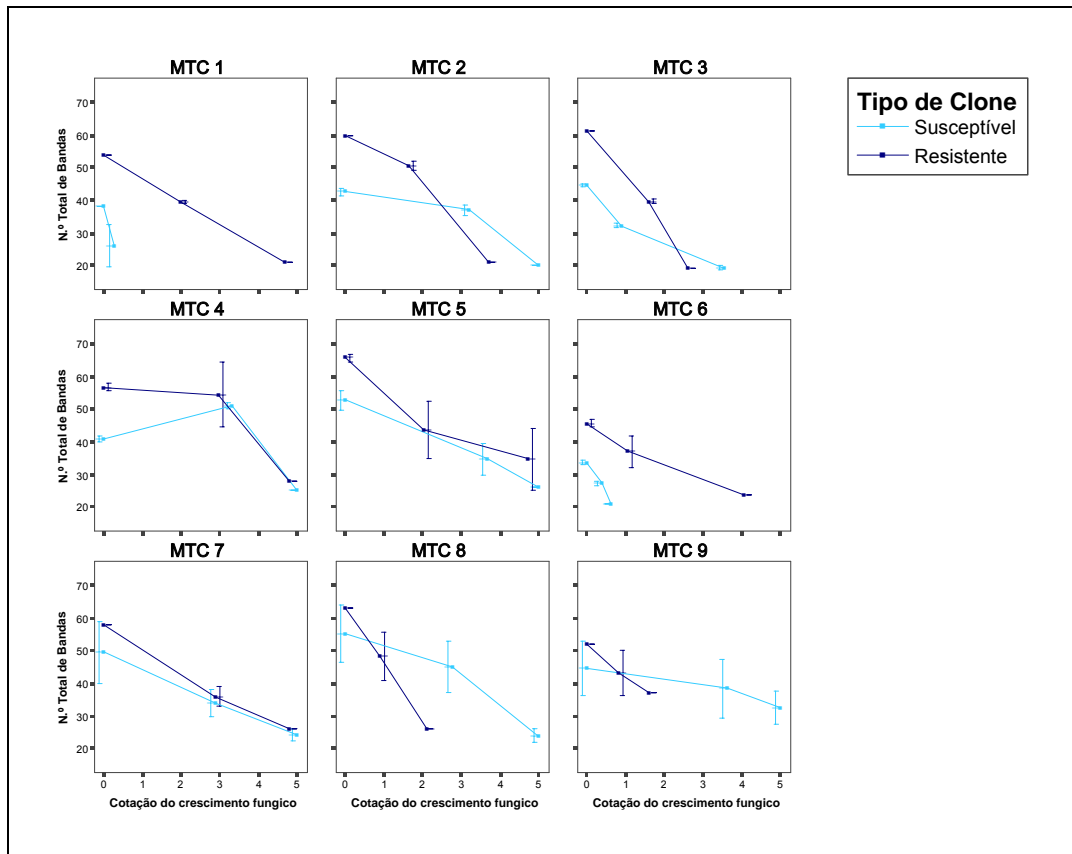 MTC 1
MTC 2
MTC 3
Tipo de Clone
Susceptível
Resistente
N.º Total de Bandas
70
60
50
40
30
20
MTC 4
MTC 5
MTC 6
N.º Total de Bandas
70
60
50
40
30
20
MTC 7
MTC 8
MTC 9
N.º Total de Bandas
70
60
50
40
30
20
0 1 2 3 4 5
0 1 2 3 4 5
0 1 2 3 4 5
Cotação do crescimento fungico
Cotação do crescimento fungico
Cotação do crescimento fungico